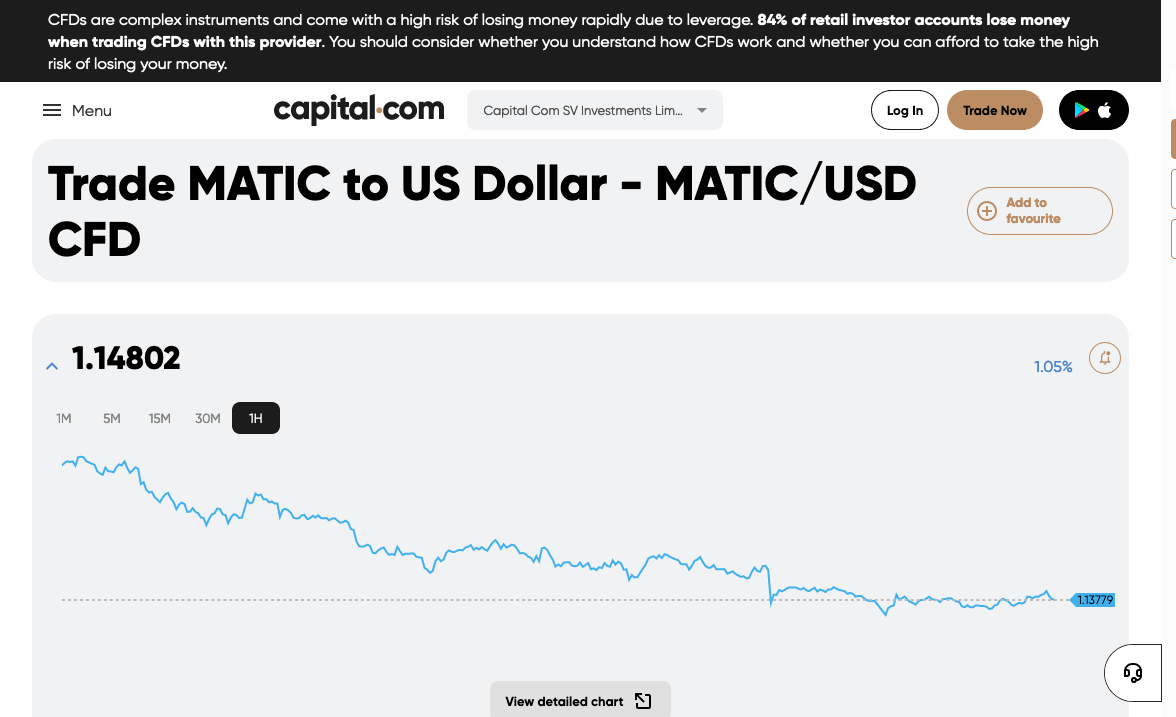 CFDs are complex instruments and come with a high risk of losing money rapidly due to leverage. 84% of retail investor accounts lose money
when trading CFDs with this provider. You should consider whether you understand how CFDs work and whether you can afford to take the high
risk of losing your money.
Menu
capital.com
Capital Com SV Investments Lim...
Log In
Trade Now
Trade MATIC to US Dollar - MATIC/USD
CFD
Add to
favourite
1.14802
1.05%
1M 5M 15M 30M 1H
1.13779
View detailed chart